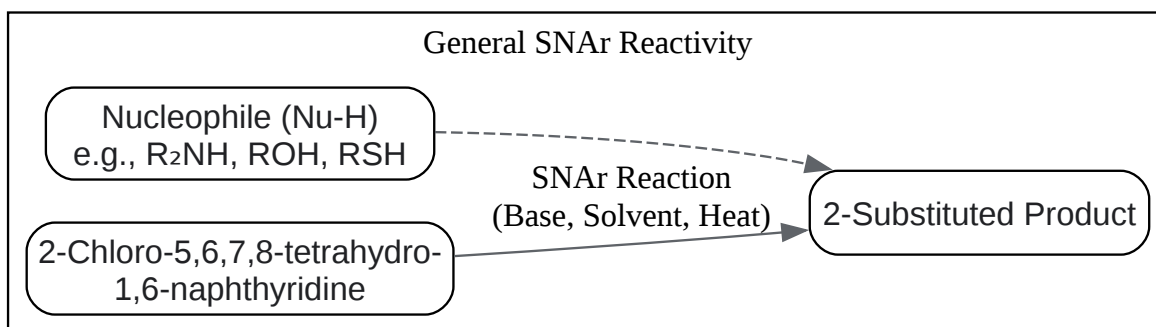 General SNAr Reactivity
Nucleophile (Nu-H)
e.g., R₂NH, ROH, RSH
SNAr Reaction
(Base, Solvent, Heat)
2-Substituted Product
2-Chloro-5,6,7,8-tetrahydro-
1,6-naphthyridine